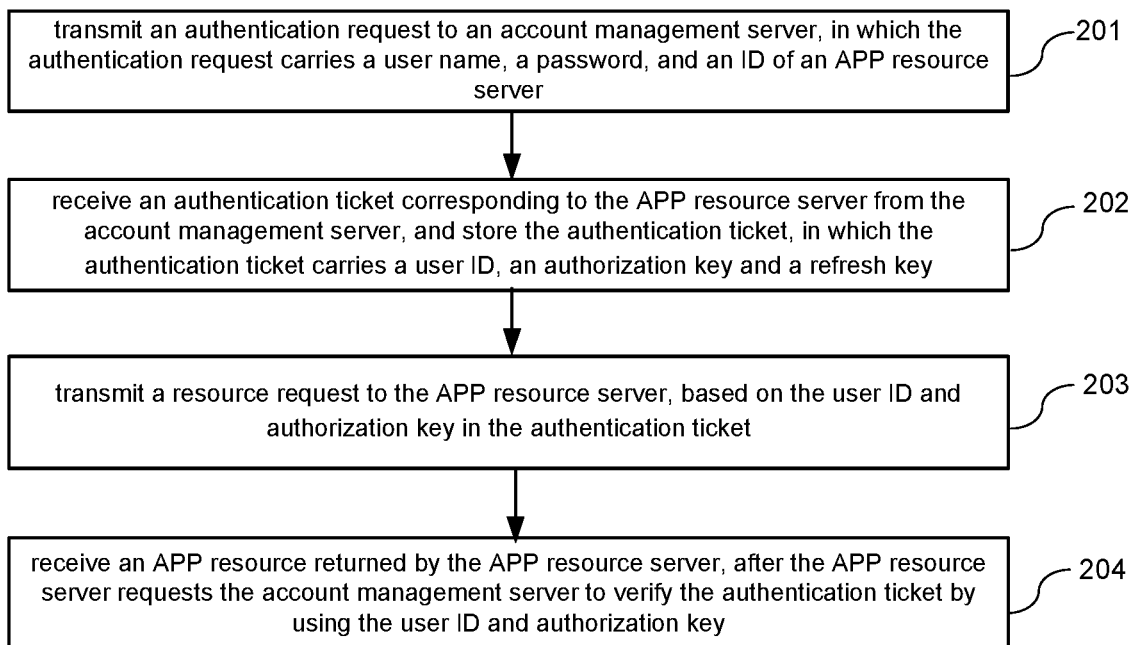 transmit an authentication request to an account management server, in which the
authentication request carries a user name, a password, and an ID of an APP resource
server
201
receive an authentication ticket corresponding to the APP resource server from the
account management server, and store the authentication ticket, in which the
authentication ticket carries a user ID, an authorization key and a refresh key
202
transmit a resource request to the APP resource server, based on the user ID and
authorization key in the authentication ticket
203
receive an APP resource returned by the APP resource server, after the APP resource
server requests the account management server to verify the authentication ticket by
using the user ID and authorization key
204